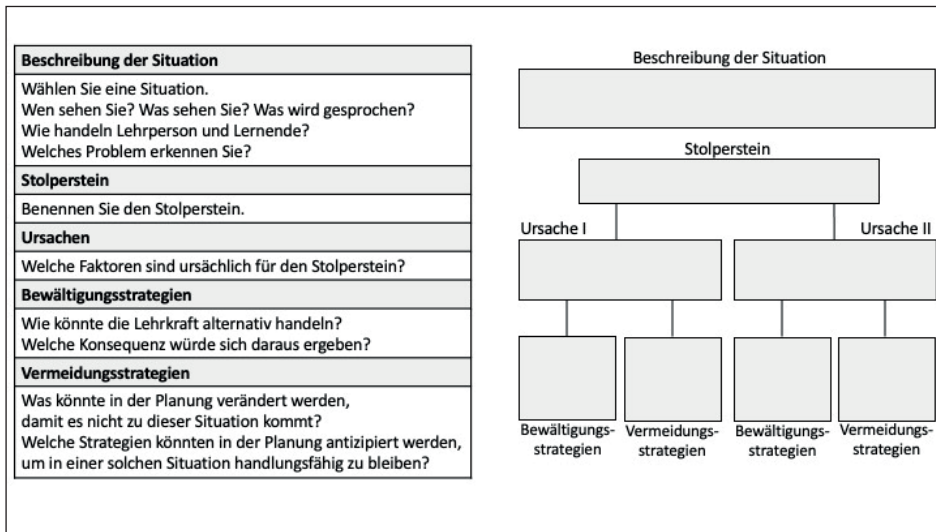 Beschreibung der Situation
Wählen Sie eine Situation.
Wen sehen Sie? Was sehen Sie? Was wird gesprochen?
Wie handeln Lehrperson und Lernende?
Welches Problem erkennen Sie?
Stolperstein
Benennen Sie den Stolperstein.
Ursachen
Welche Faktoren sind ursächlich für den Stolperstein?
Bewältigungsstrategien
Wie könnte die Lehrkraft alternativ handeln?
Welche Konsequenz würde sich daraus ergeben?
Vermeidungsstrategien
Was könnte in der Planung verändert werden,
damit es nicht zu dieser Situation kommt?
Welche Strategien könnten in der Planung antizipiert werden,
um in einer solchen Situation handlungsfähig zu bleiben?
Beschreibung der Situation
Stolperstein
Ursache I
Ursache II
Bewältigungs-
strategien
Vermeidungs-
strategien
Bewältigungs-
strategien
Vermeidungs-
strategien